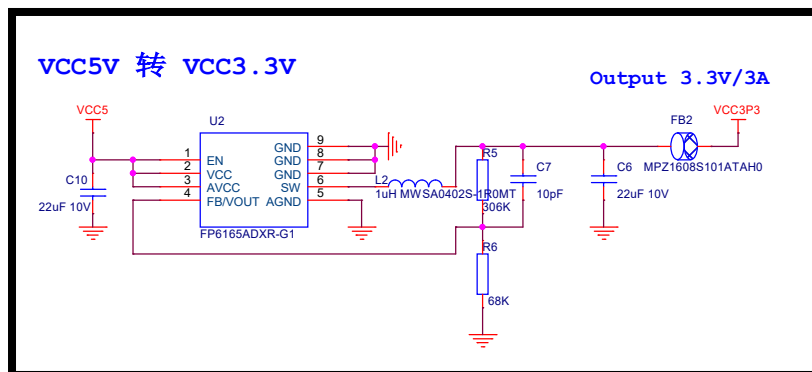 VCC5V 转 VCC3.3V
Output 3.3V/3A
VCC5
U2
FB2
VCC3P3
1
EN
GND
9
2
VCC
GND
8
3
AVCC
GND
7
4
FB/VOUT
SW
6
AGND
5
FP6165ADXR-G1
C10
22uF 10V
L2
1uH MWSA0402S-1R0MT
R5
306K
C7
10pF
C6
22uF 10V
MPZ1608S101ATAH0
R6
68K